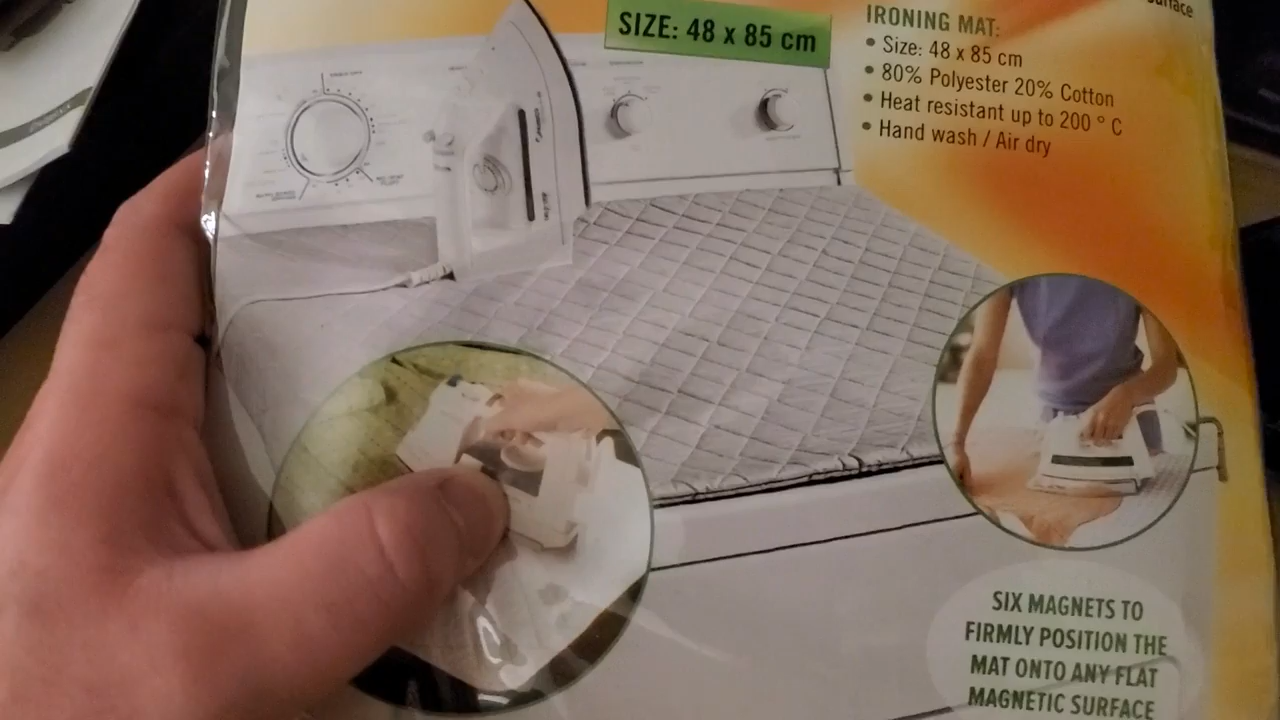 surface.
SIZE: 48 x 85 cm
IRONING MAT:
• Size: 48 x 85 cm
• 80% Polyester 20% Cotton
• Heat resistant up to 200 ° C
• Hand wash / Air dry
SIX MAGNETS TO
FIRMLY POSITION THE
MAT ONTO ANY FLAT
MAGNETIC SURFACE